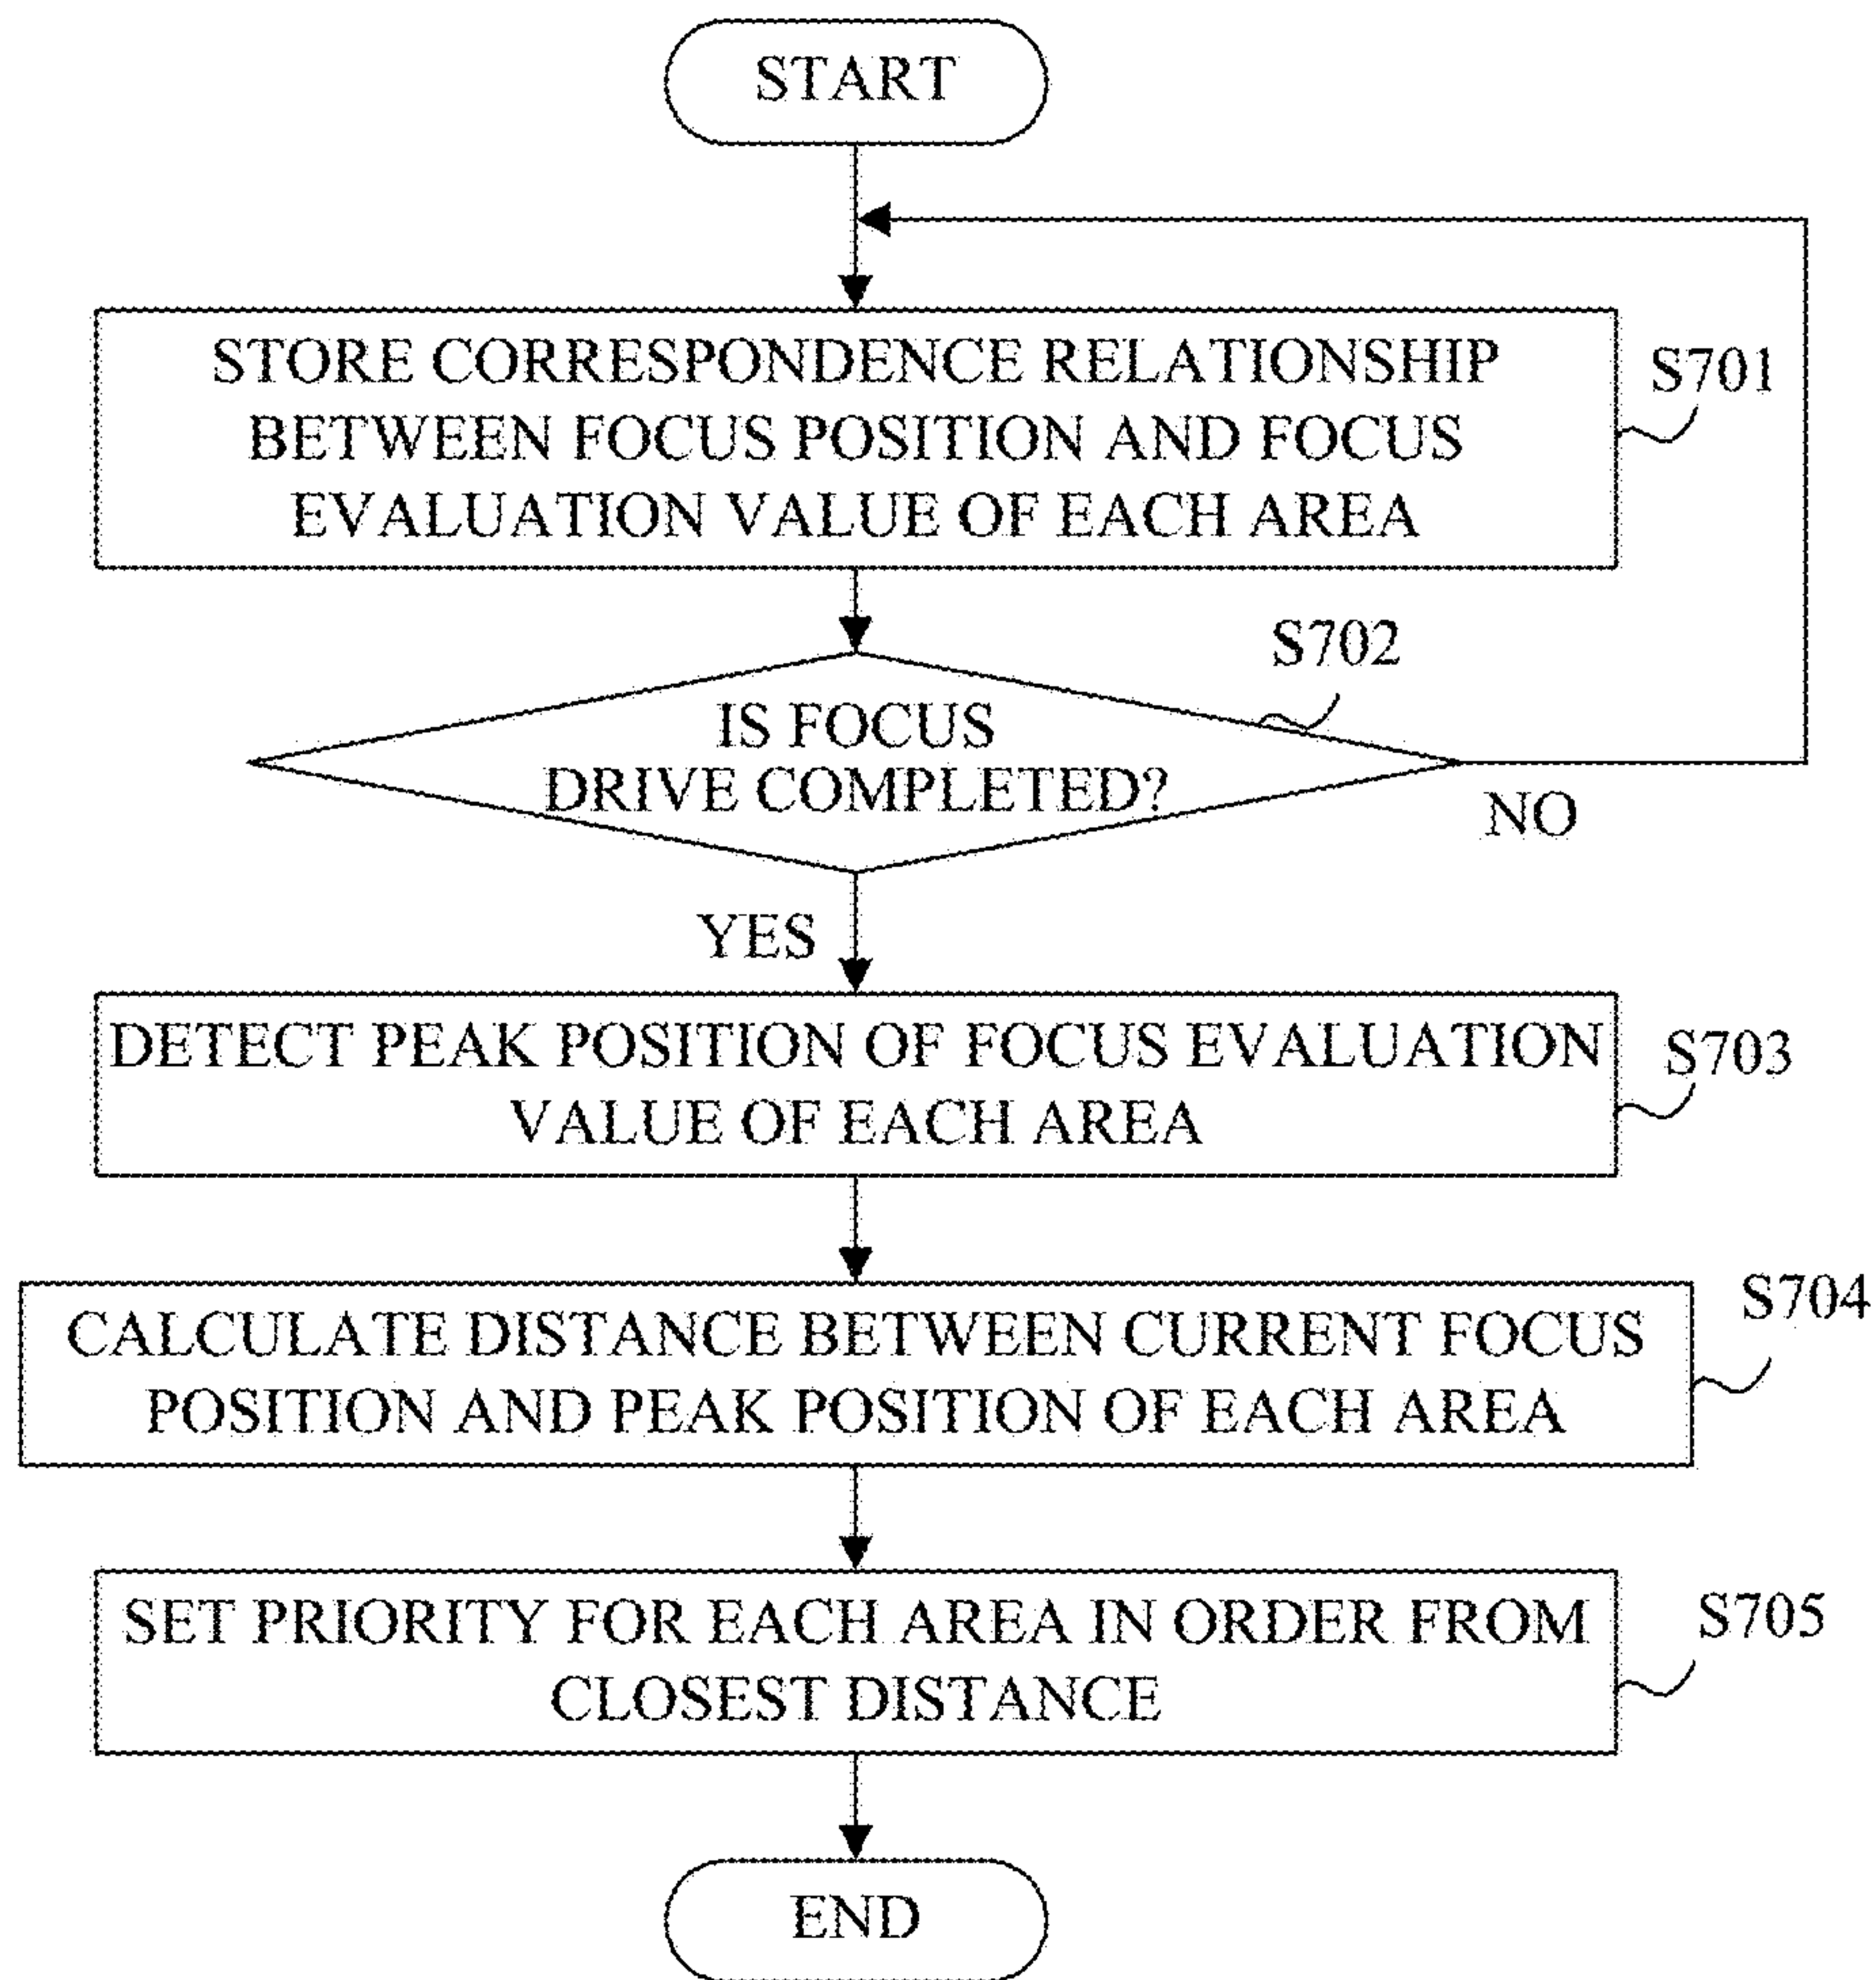 START
STORE CORRESPONDENCE RELATIONSHIP
BETWEEN FOCUS POSITION AND FOCUS
EVALUATION VALUE OF EACH AREA
S701
S702
IS FOCUS
DRIVE COMPLETED?
NO
YES
DETECT PEAK POSITION OF FOCUS EVALUATION
VALUE OF EACH AREA
S703
CALCULATE DISTANCE BETWEEN CURRENT FOCUS
POSITION AND PEAK POSITION OF EACH AREA
S704
SET PRIORITY FOR EACH AREA IN ORDER FROM
CLOSEST DISTANCE
S705
END